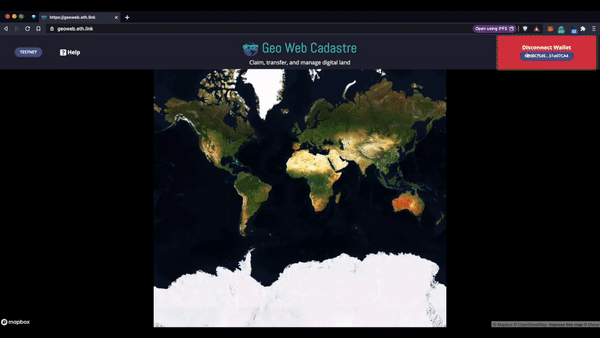 https://geoweb.eth.link
geoweb.eth.link
Open using IPFS
TESTNET
Help
Geo Web Cadastre
Claim, transfer, and manage digital land
Disconnect Wallet
mapbox
© Mapbox © OpenStreetMap Improve this map © Maxar